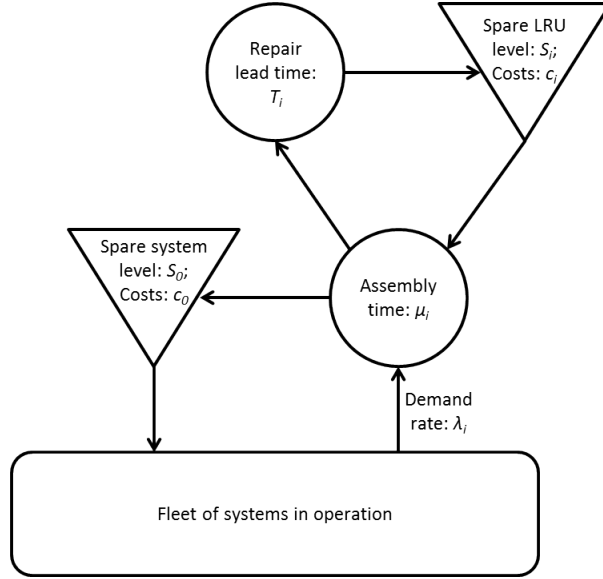 Repair
lead time:
Tᵢ
Spare LRU
level: Sᵢ;
Costs: cᵢ
Spare system
level: S₀;
Costs: c₀
Assembly
time: μᵢ
Demand
rate: λᵢ
Fleet of systems in operation